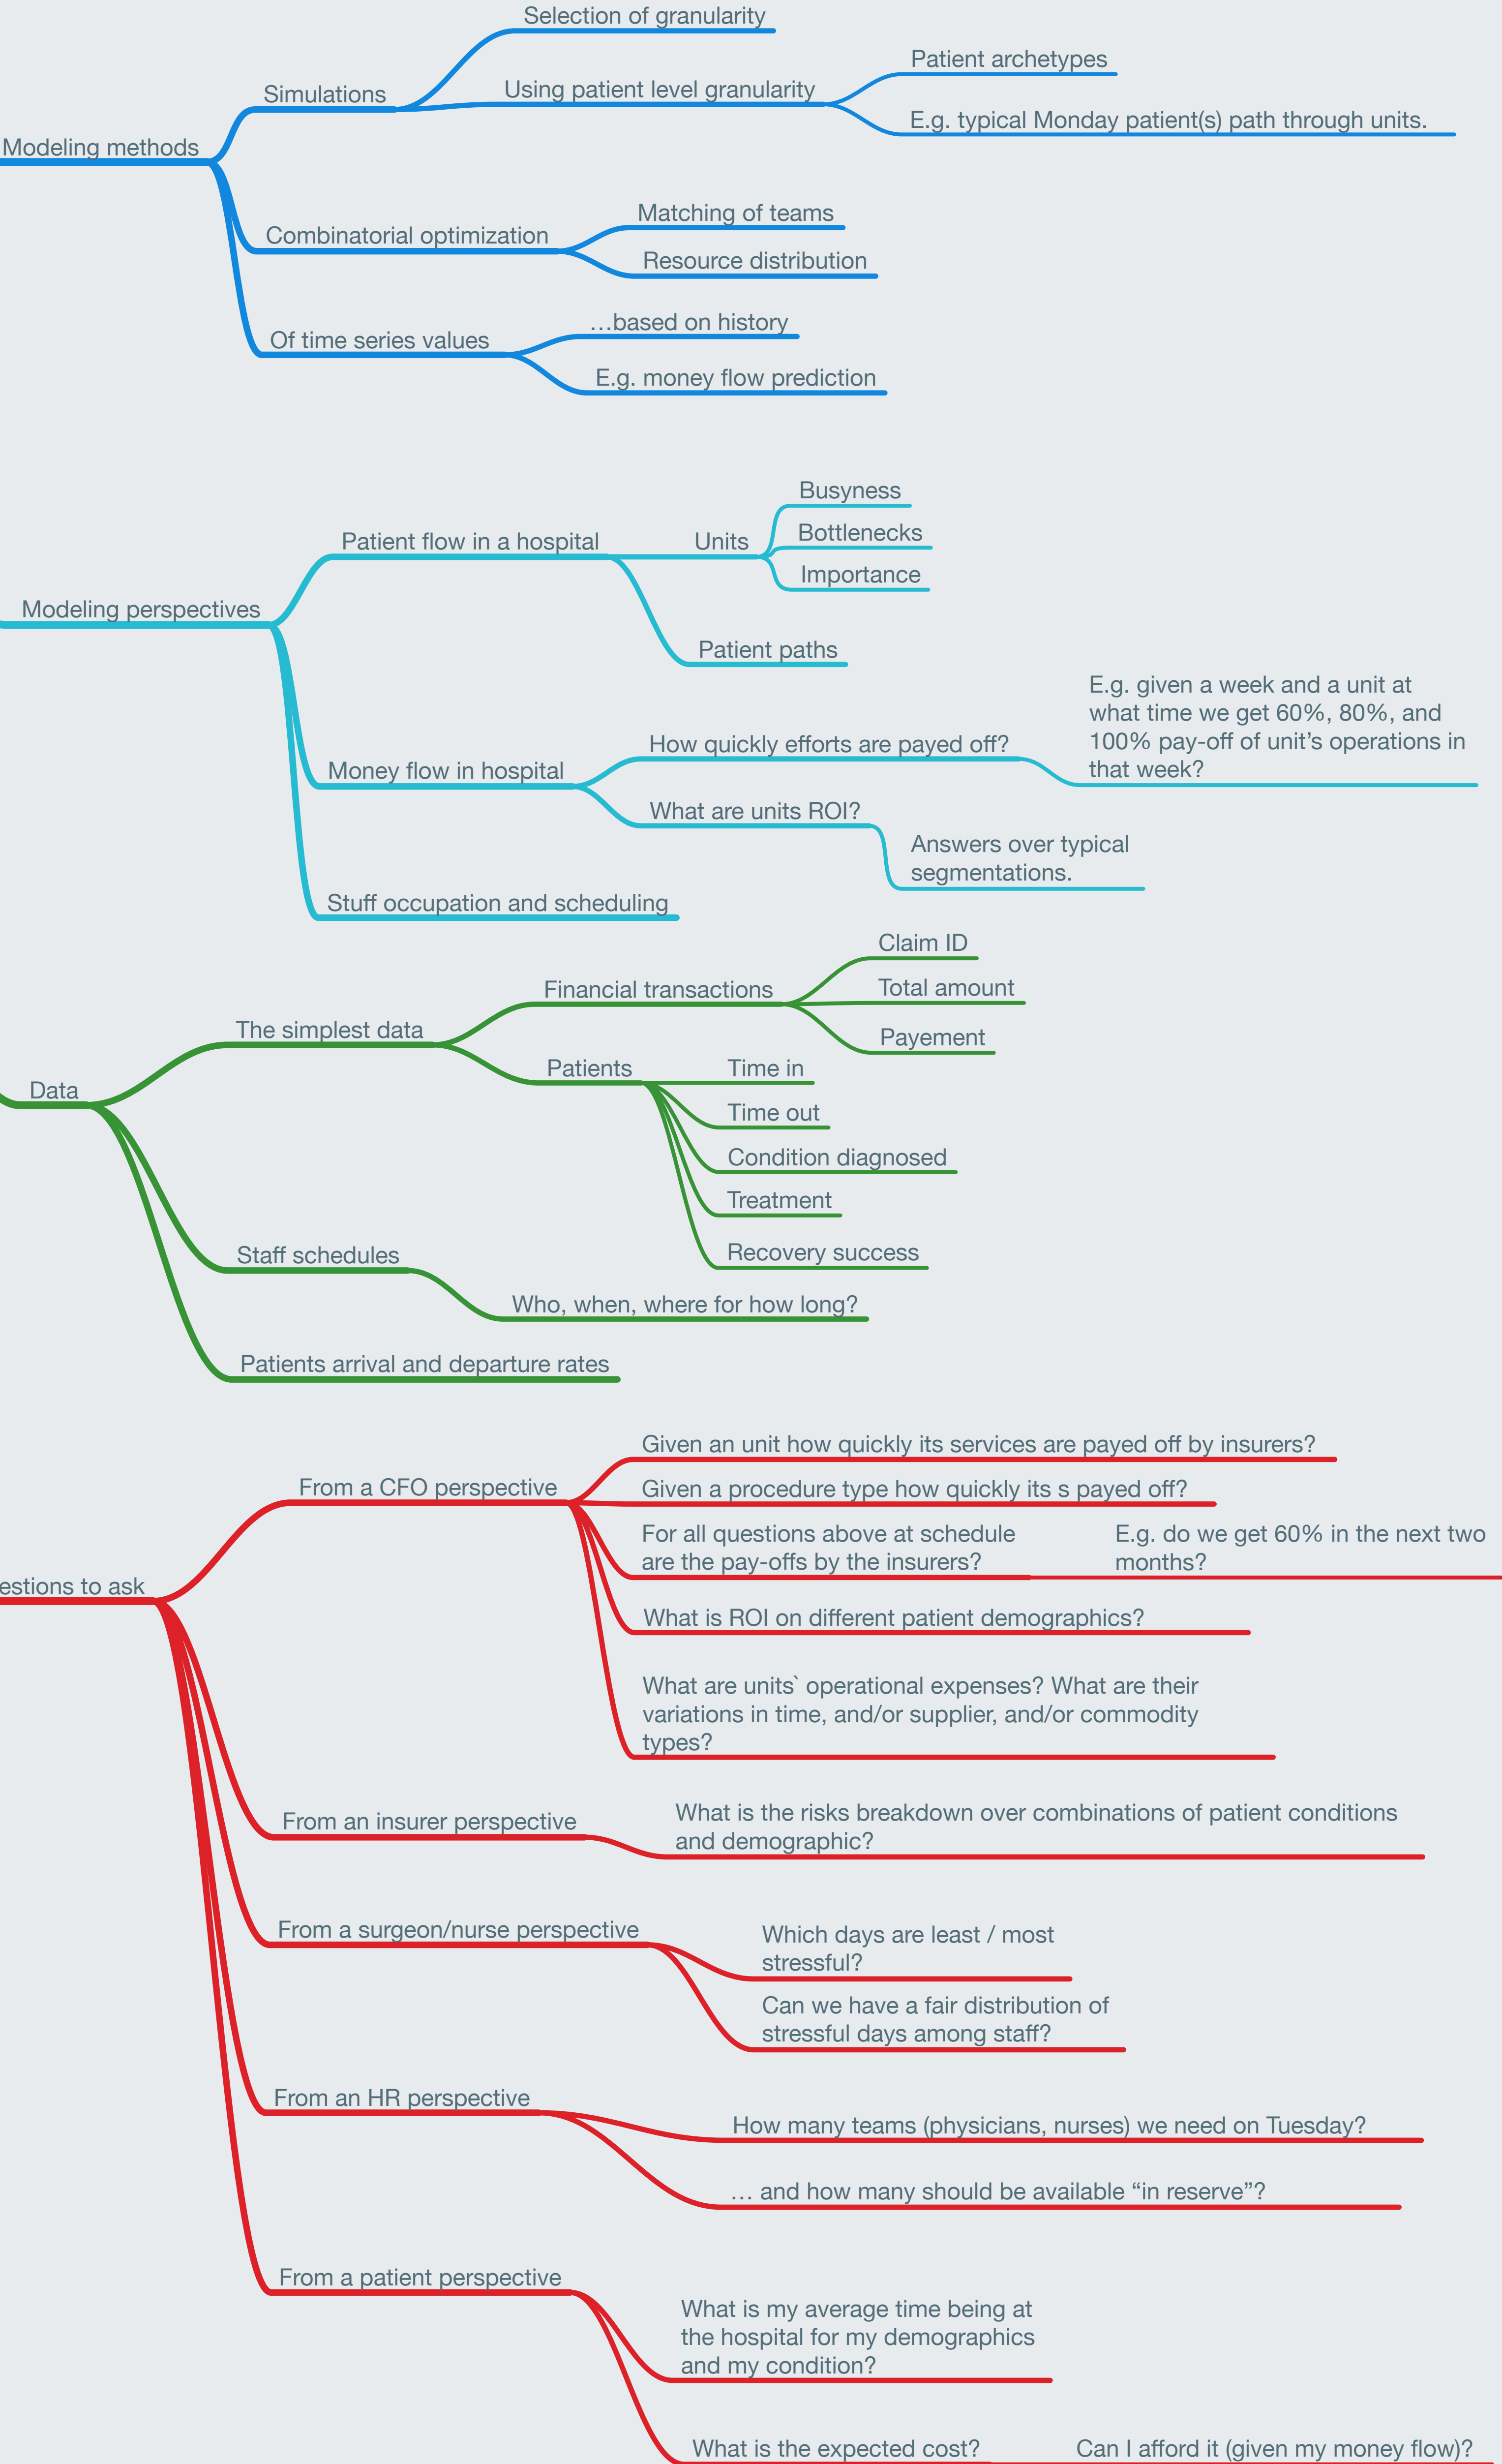 Selection of granularity
Patient archetypes
Using patient level granularity
Simulations
E.g. typical Monday patient(s) path through units.
Modeling methods
Matching of teams
Combinatorial optimization
Resource distribution
…based on history
Of time series values
E.g. money flow prediction
Busyness
Patient flow in a hospital
Units
Bottlenecks
Importance
Modeling perspectives
Patient paths
E.g. given a week and a unit at
what time we get 60%, 80%, and
100% pay-off of unit’s operations in
that week?
How quickly efforts are payed off?
Money flow in hospital
What are units ROI?
Answers over typical
segmentations.
Stuff occupation and scheduling
Claim ID
Financial transactions
Total amount
The simplest data
Payement
Patients
Time in
Data
Time out
Condition diagnosed
Treatment
Recovery success
Staff schedules
Who, when, where for how long?
Patients arrival and departure rates
Given an unit how quickly its services are payed off by insurers?
From a CFO perspective
Given a procedure type how quickly its s payed off?
For all questions above at schedule
are the pay-offs by the insurers?
E.g. do we get 60% in the next two
months?
estions to ask
What is ROI on different patient demographics?
What are units` operational expenses? What are their
variations in time, and/or supplier, and/or commodity
types?
From an insurer perspective
What is the risks breakdown over combinations of patient conditions
and demographic?
From a surgeon/nurse perspective
Which days are least / most
stressful?
Can we have a fair distribution of
stressful days among staff?
From an HR perspective
How many teams (physicians, nurses) we need on Tuesday?
… and how many should be available “in reserve”?
From a patient perspective
What is my average time being at
the hospital for my demographics
and my condition?
What is the expected cost?
Can I afford it (given my money flow)?